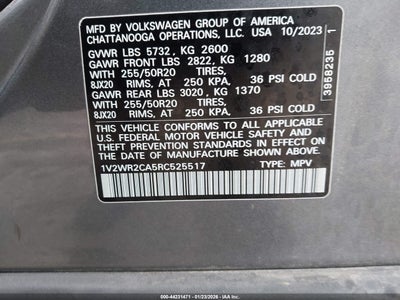 MFD BY VOLKSWAGEN GROUP OF AMERICA
CHATTANOOGA OPERATIONS, LLC. USA 10/2023
GVWR LBS 5732, KG 2600
GAWR FRONT LBS 2822, KG 1280
WITH 255/50R20 TIRES,
8JX20 RIMS, AT 250 KPA, 36 PSI COLD
GAWR REAR LBS 3020, KG 1370
WITH 255/50R20 TIRES,
8JX20 RIMS, AT 250 KPA, 36 PSI COLD
THIS VEHICLE CONFORMS TO ALL APPLICABLE
U.S. FEDERAL MOTOR VEHICLE SAFETY AND
THEFT PREVENTION STANDARDS IN EFFECT ON
THE DATE OF MANUFACTURE SHOWN ABOVE.
1V2WR2CA5RC525517 TYPE: MPV
3958235 1
000-44231471 - 01/23/2026 - IAA, Inc.